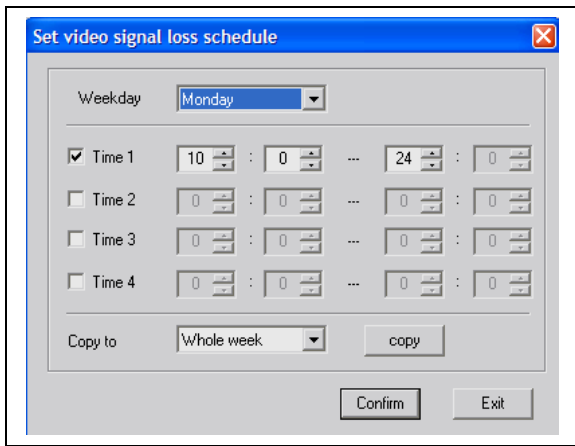 Set video signal loss schedule
Weekday Monday
Time 1 10 : 0 --- 24 : 0
Time 2 0 : 0 --- 0 : 0
Time 3 0 : 0 --- 0 : 0
Time 4 0 : 0 --- 0 : 0
Copy to Whole week copy
Confirm Exit